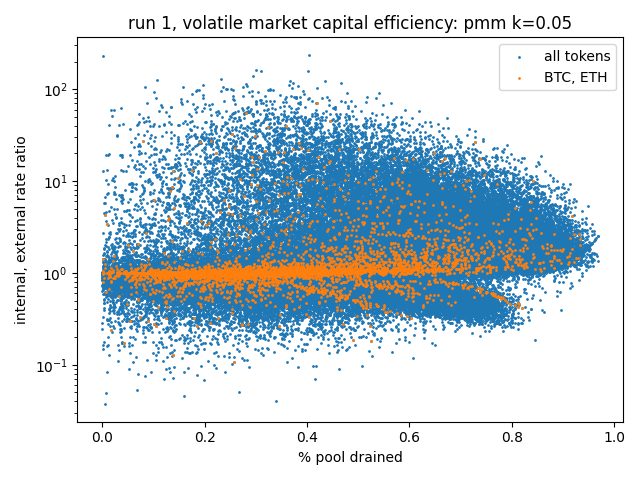 run 1, volatile market capital efficiency: pmm k=0.05
all tokens
BTC, ETH
internal, external rate ratio
10²
10¹
10⁰
10⁻¹
0.0 0.2 0.4 0.6 0.8 1.0
% pool drained